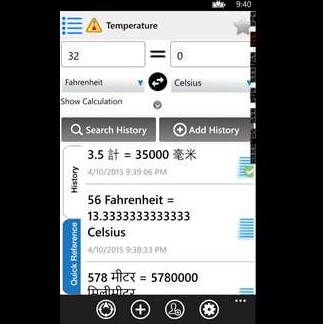 9:40
Temperature
32 = 0
Fahrenheit Celsius
Show Calculation
Search History Add History
History
Quick Reference
3.5 計 = 35000 毫米
4/10/2015 9:39:06 PM
56 Fahrenheit =
13.3333333333333
Celsius
4/10/2015 9:38:33 PM
578 मीटर = 5780000
मिलीमीटर